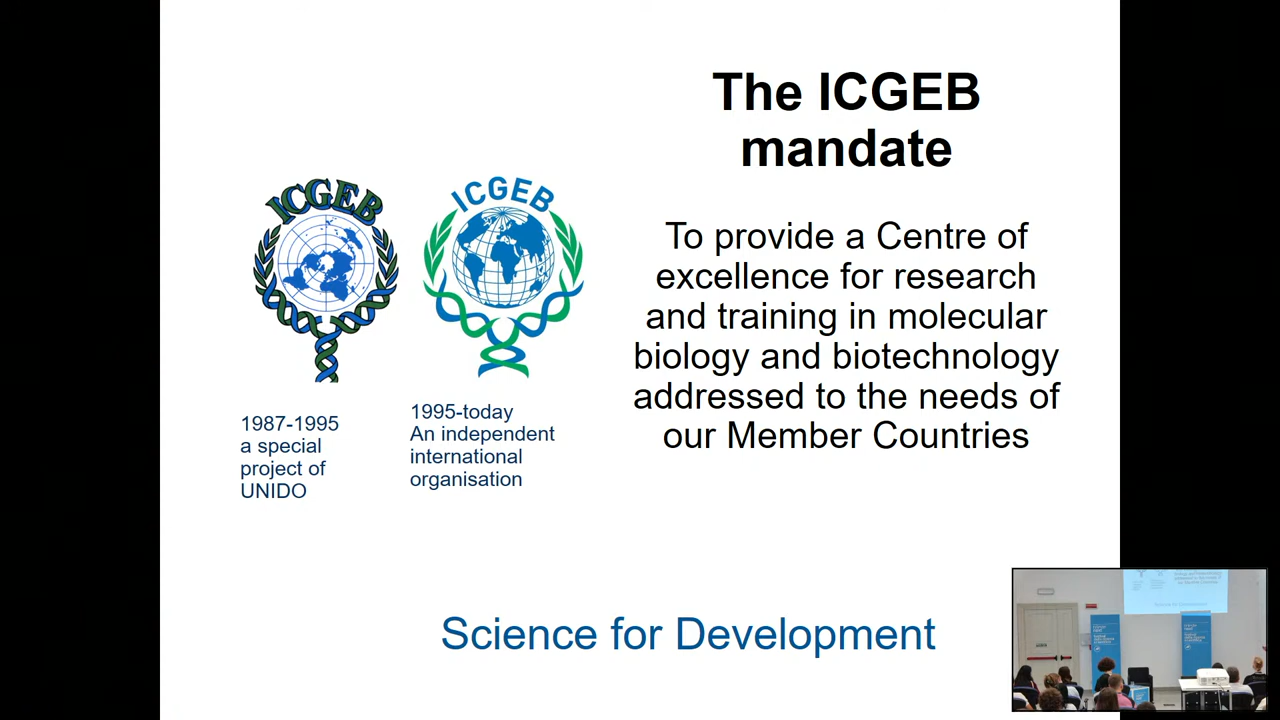 The ICGEB
mandate
ICGEB
ICGEB
To provide a Centre of
excellence for research
and training in molecular
biology and biotechnology
addressed to the needs of
our Member Countries
1987-1995
a special
project of
UNIDO
1995-today
An independent
international
organisation
Science for Development